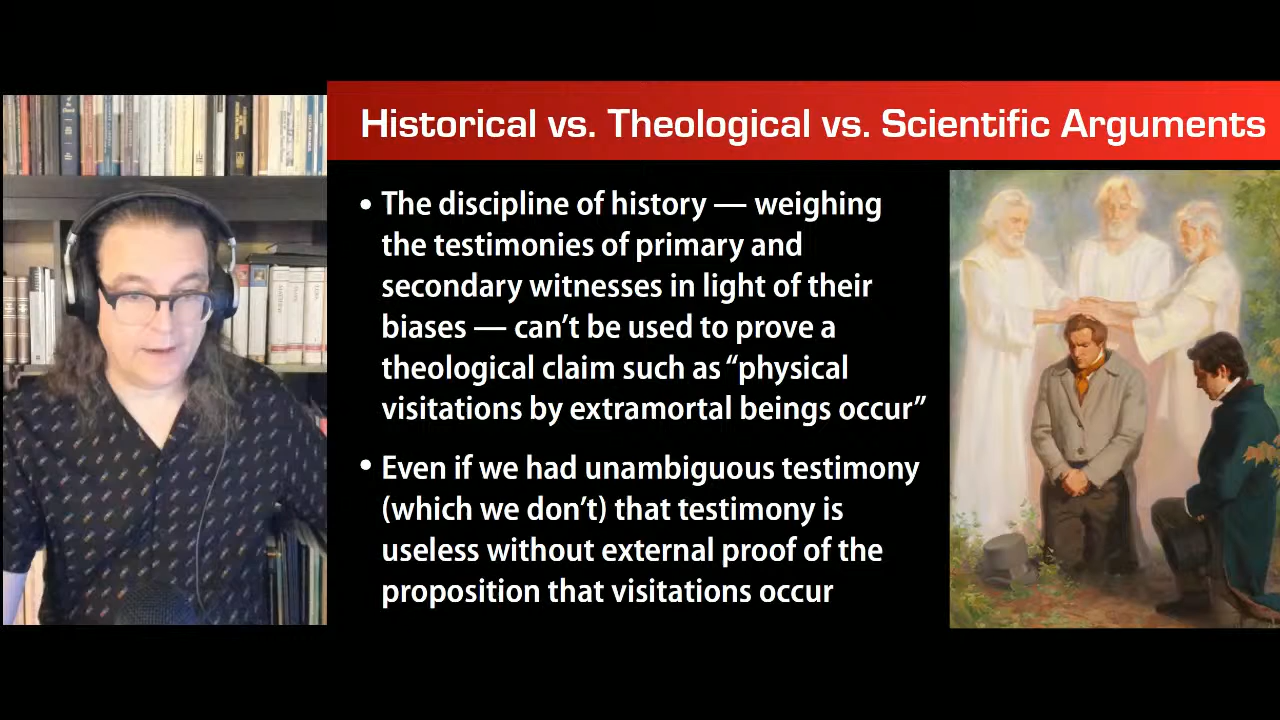 Historical vs. Theological vs. Scientific Arguments
• The discipline of history — weighing
the testimonies of primary and
secondary witnesses in light of their
biases — can’t be used to prove a
theological claim such as “physical
visitations by extramortal beings occur”
• Even if we had unambiguous testimony
(which we don’t) that testimony is
useless without external proof of the
proposition that visitations occur